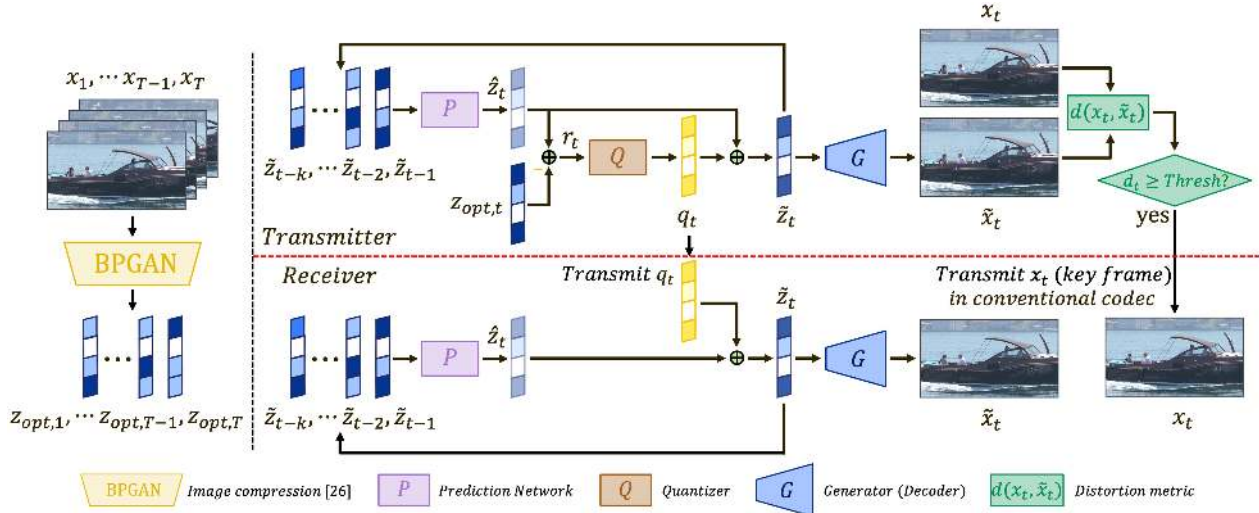 x_1, ⋯ x_{T-1}, x_T
BPGAN
z_{opt,1}, ⋯ z_{opt,T-1}, z_{opt,T}
⋯
P
ẑ_t
z̃_{t-k}, ⋯ z̃_{t-2}, z̃_{t-1}
z_{opt,t}
⊕
−
r_t
Q
q_t
⊕
z̃_t
G
x_t
x̃_t
d(x_t, x̃_t)
d_t ≥ Thresh?
yes
Transmitter
Receiver
Transmit q_t
Transmit x_t (key frame)
in conventional codec
⋯
P
ẑ_t
z̃_{t-k}, ⋯ z̃_{t-2}, z̃_{t-1}
⊕
z̃_t
G
x̃_t
x_t
BPGAN Image compression [26]
P Prediction Network
Q Quantizer
G Generator (Decoder)
d(x_t, x̃_t) Distortion metric